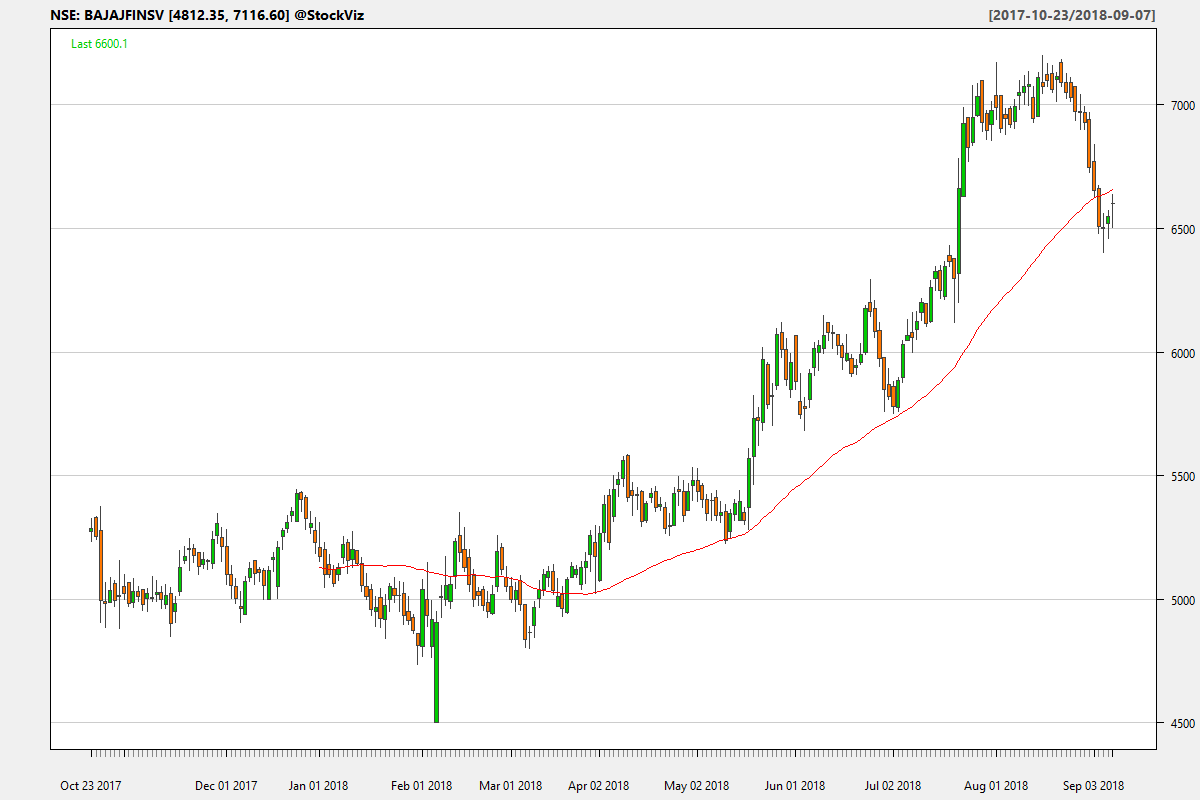 NSE: BAJAJFINSV [4812.35, 7116.60] @StockViz
[2017-10-23/2018-09-07]
Last 6600.1
7000
6500
6000
5500
5000
4500
Oct 23 2017
Dec 01 2017
Jan 01 2018
Feb 01 2018
Mar 01 2018
Apr 02 2018
May 02 2018
Jun 01 2018
Jul 02 2018
Aug 01 2018
Sep 03 2018